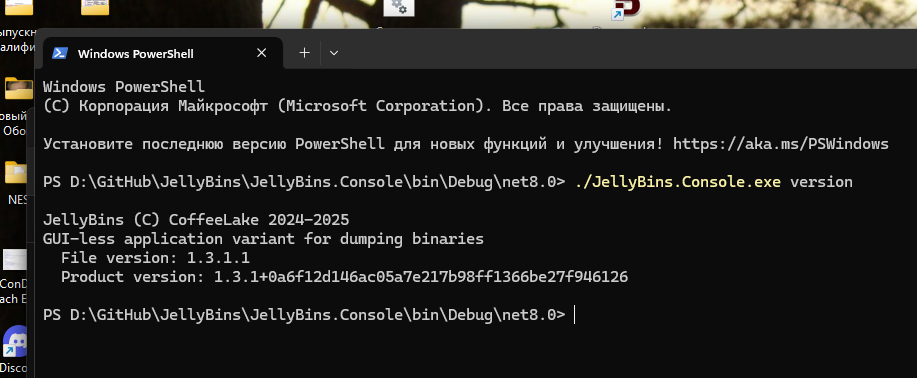 ыпускн
алифи
Windows PowerShell
овый
Обо
Windows PowerShell
(C) Корпорация Майкрософт (Microsoft Corporation). Все права защищены.
Установите последнюю версию PowerShell для новых функций и улучшения! https://aka.ms/PSWindows
NES
PS D:\GitHub\JellyBins\JellyBins.Console\bin\Debug\net8.0> ./JellyBins.Console.exe version
JellyBins (C) CoffeeLake 2024-2025
GUI-less application variant for dumping binaries
File version: 1.3.1.1
Product version: 1.3.1+0a6f12d146ac05a7e217b98ff1366be27f946126
ConD
ach E
PS D:\GitHub\JellyBins\JellyBins.Console\bin\Debug\net8.0>
Disco